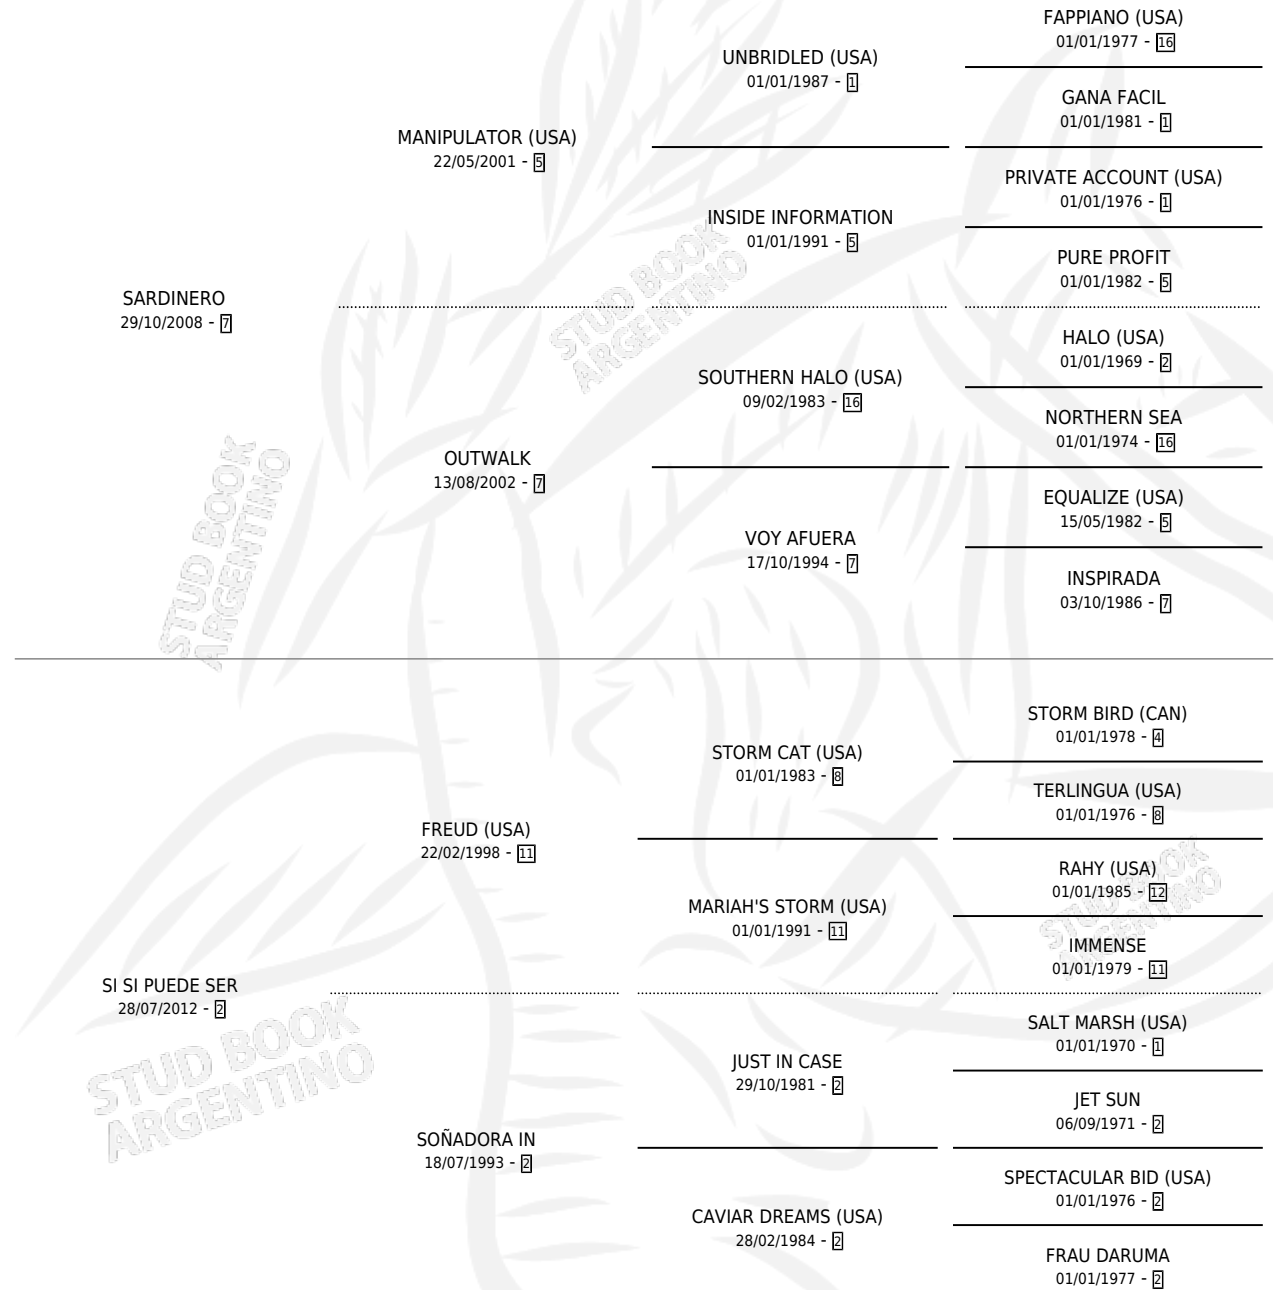 FAPPIANO (USA)
01/01/1977 - 16
UNBRIDLED (USA)
01/01/1987 - 1
GANA FACIL
01/01/1981 - 1
MANIPULATOR (USA)
22/05/2001 - 5
PRIVATE ACCOUNT (USA)
01/01/1976 - 1
INSIDE INFORMATION
01/01/1991 - 5
PURE PROFIT
01/01/1982 - 5
SARDINERO
29/10/2008 - 7
HALO (USA)
01/01/1969 - 2
SOUTHERN HALO (USA)
09/02/1983 - 16
NORTHERN SEA
01/01/1974 - 16
OUTWALK
13/08/2002 - 7
EQUALIZE (USA)
15/05/1982 - 5
VOY AFUERA
17/10/1994 - 7
INSPIRADA
03/10/1986 - 7
STORM BIRD (CAN)
01/01/1978 - 4
STORM CAT (USA)
01/01/1983 - 8
TERLINGUA (USA)
01/01/1976 - 8
FREUD (USA)
22/02/1998 - 11
RAHY (USA)
01/01/1985 - 12
MARIAH'S STORM (USA)
01/01/1991 - 11
IMMENSE
01/01/1979 - 11
SI SI PUEDE SER
28/07/2012 - 2
SALT MARSH (USA)
01/01/1970 - 1
JUST IN CASE
29/10/1981 - 2
JET SUN
06/09/1971 - 2
SOÑADORA IN
18/07/1993 - 2
SPECTACULAR BID (USA)
01/01/1976 - 2
CAVIAR DREAMS (USA)
28/02/1984 - 2
FRAU DARUMA
01/01/1977 - 2
STUD BOOK
ARGENTINO
STUD BOOK
ARGENTINO
STUD BOOK
ARGENTINO
STUD BOOK
ARGENTINO